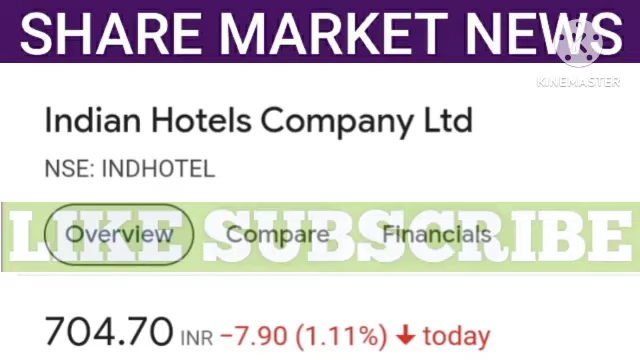 SHARE MARKET NEWS
KINEMASTER
Indian Hotels Company Ltd
NSE: INDHOTEL
LIKE SUBSCRIBE
Overview Compare Financials
704.70 INR −7.90 (1.11%) ↓ today